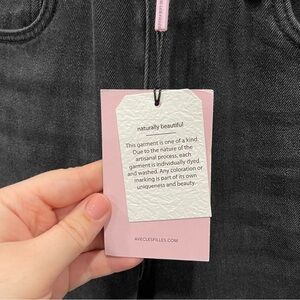 naturally beautiful
This garment is one of a kind.
Due to the nature of the
artisanal process, each
garment is individually dyed
and washed. Any coloration or
marking is part of its own
uniqueness and beauty.
AVECLESFILLES.COM